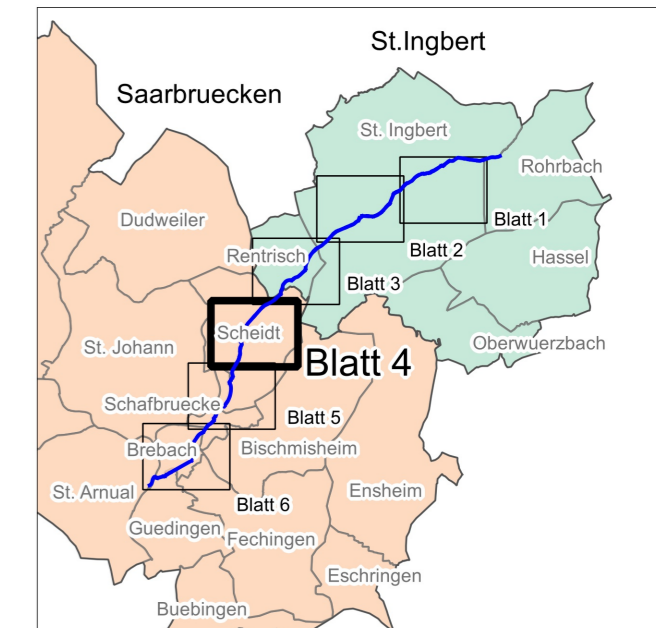 St.Ingbert
Saarbruecken
St. Ingbert
Rohrbach
Dudweiler
Blatt 1
Blatt 2
Rentrisch
Hassel
Blatt 3
Scheidt
St. Johann
Oberwuerzbach
Blatt 4
Schafbruecke
Blatt 5
Brebach
Bischmisheim
St. Arnual
Ensheim
Blatt 6
Guedingen
Fechingen
Eschringen
Buebingen